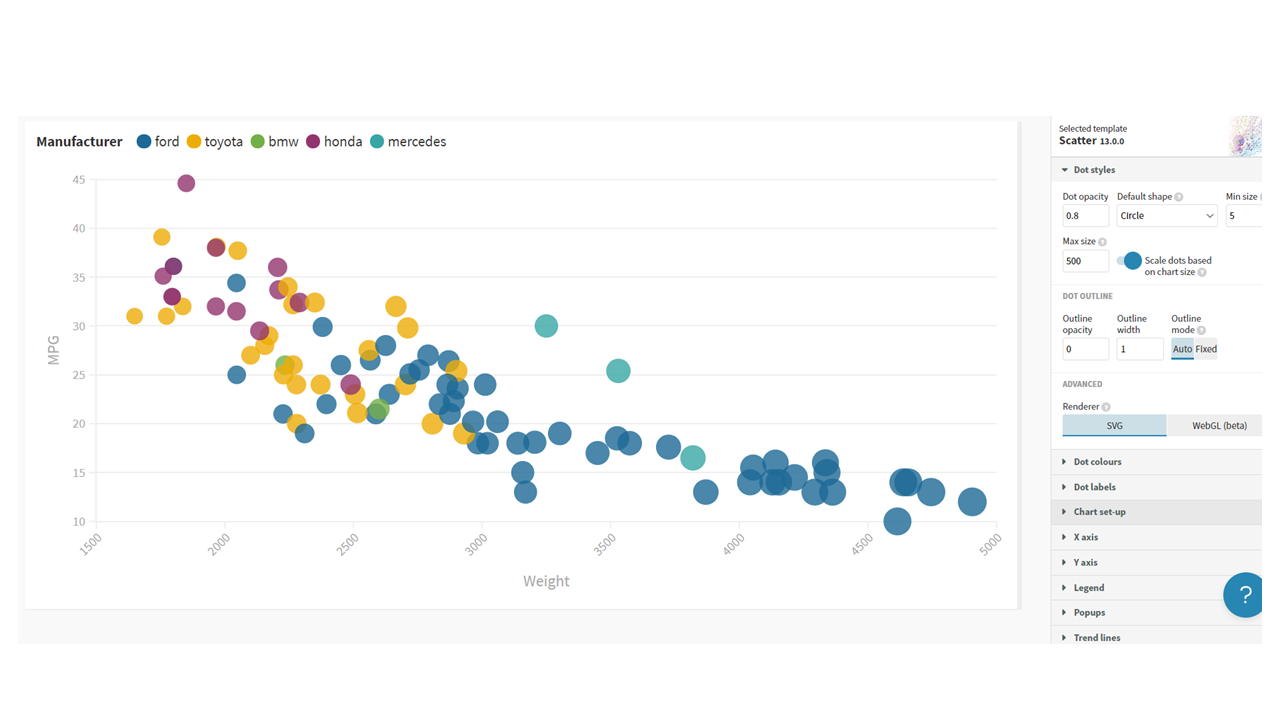 Manufacturer ford toyota bmw honda mercedes
45
40
35
30
25
20
15
10
MPG
1500 2000 2500 3000 3500 4000 4500 5000
Weight
Selected template
Scatter 13.0.0
Dot styles
Dot opacity Default shape ? Min size
0.8 Circle 5
Max size ?
500 Scale dots based
on chart size ?
DOT OUTLINE
Outline Outline Outline
opacity width mode ?
0 1 Auto Fixed
ADVANCED
Renderer ?
SVG WebGL (beta)
Dot colours
Dot labels
Chart set-up
X axis
Y axis
Legend
?
Popups
Trend lines